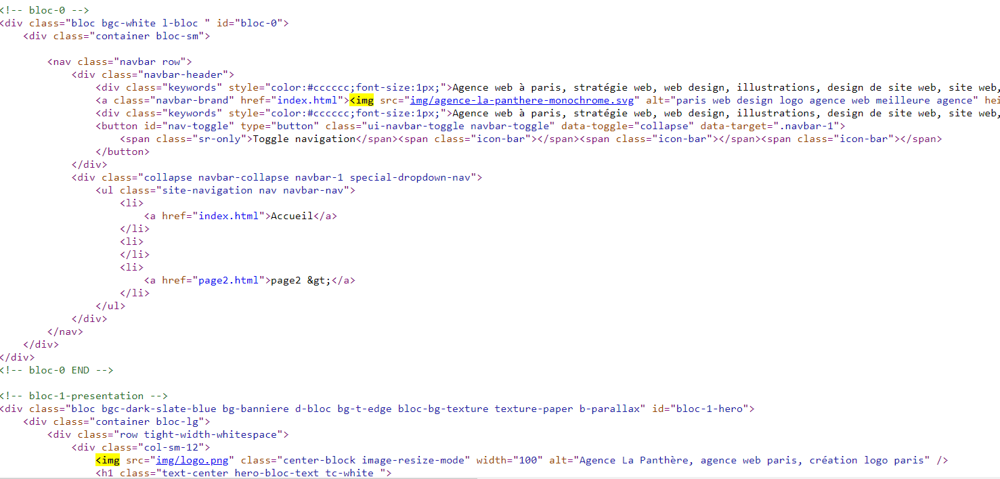 <!-- bloc-0 -->
<div class="bloc bgc-white l-bloc " id="bloc-0">
<div class="container bloc-sm">
<nav class="navbar row">
<div class="navbar-header">
<div class="keywords" style="color:#cccccc;font-size:1px;">Agence web à paris, stratégie web, web design, illustrations, design de site web, site web,
<a class="navbar-brand" href="index.html"><img src="img/agence-la-panthere-monochrome.svg" alt="paris web design logo agence web meilleure agence" hei
<div class="keywords" style="color:#cccccc;font-size:1px;">Agence web à paris, stratégie web, web design, illustrations, design de site web, site web,
<button id="nav-toggle" type="button" class="ui-navbar-toggle navbar-toggle" data-toggle="collapse" data-target=".navbar-1">
<span class="sr-only">Toggle navigation</span><span class="icon-bar"></span><span class="icon-bar"></span><span class="icon-bar"></span>
</button>
</div>
<div class="collapse navbar-collapse navbar-1 special-dropdown-nav">
<ul class="site-navigation nav navbar-nav">
<li>
<a href="index.html">Accueil</a>
</li>
<li>
</li>
<li>
<a href="page2.html">page2 &gt;</a>
</li>
</ul>
</div>
</nav>
</div>
</div>
<!-- bloc-0 END -->
<!-- bloc-1-presentation -->
<div class="bloc bgc-dark-slate-blue bg-banniere d-bloc bg-t-edge bloc-bg-texture texture-paper b-parallax" id="bloc-1-hero">
<div class="container bloc-lg">
<div class="row tight-width-whitespace">
<div class="col-sm-12">
<img src="img/logo.png" class="center-block image-resize-mode" width="100" alt="Agence La Panthère, agence web paris, création logo paris" />
<h1 class="text-center hero-bloc-text tc-white ">